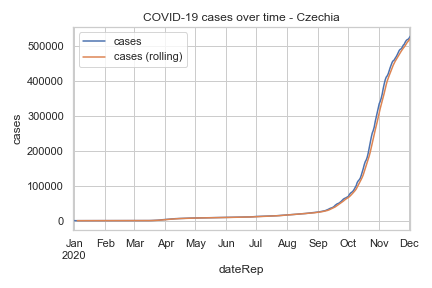 COVID-19 cases over time - Czechia
cases
cases (rolling)
500000
400000
300000
200000
100000
0
cases
Jan Feb Mar Apr May Jun Jul Aug Sep Oct Nov Dec
2020
dateRep